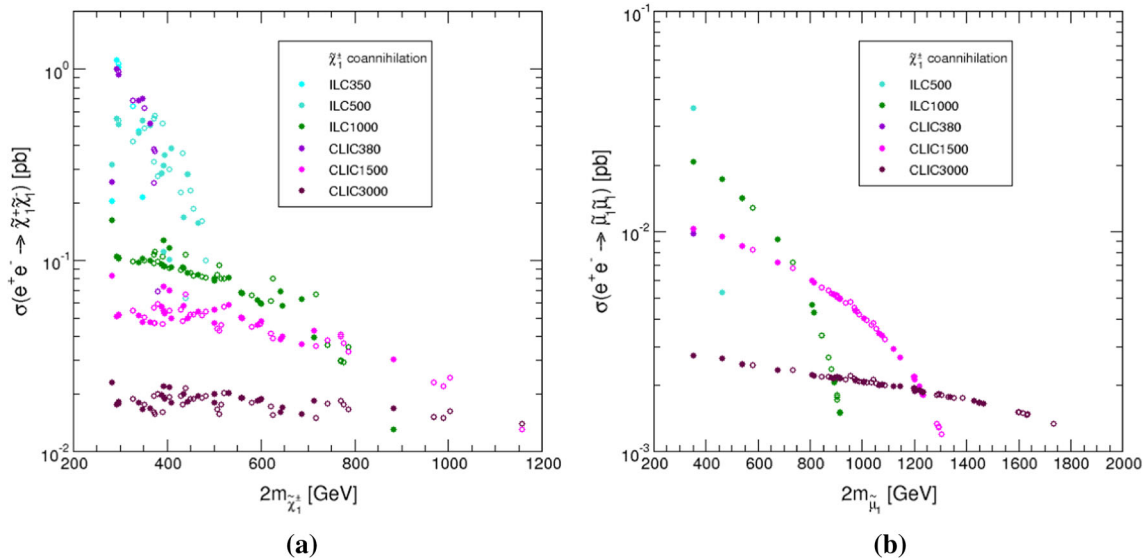 σ(e⁺e⁻ → χ̃₁⁺χ̃₁⁻) [pb]
10⁰
10⁻¹
10⁻²
χ̃₁± coannihilation
ILC350
ILC500
ILC1000
CLIC380
CLIC1500
CLIC3000
200 400 600 800 1000 1200
2m_χ̃₁± [GeV]
(a)
σ(e⁺e⁻ → μ̃₁μ̃₁) [pb]
10⁻¹
10⁻²
10⁻³
χ̃₁± coannihilation
ILC500
ILC1000
CLIC380
CLIC1500
CLIC3000
200 400 600 800 1000 1200 1400 1600 1800 2000
2m_μ̃₁ [GeV]
(b)